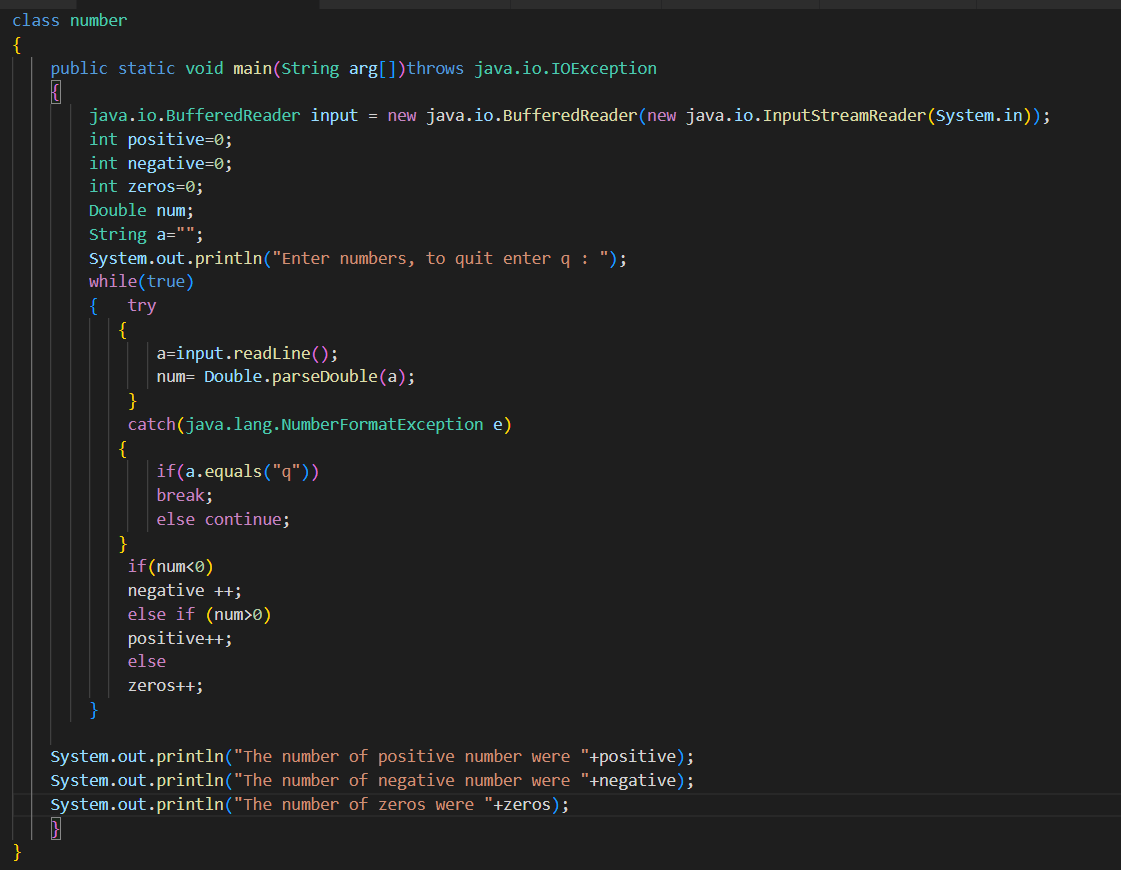 class number
{
public static void main(String arg[])throws java.io.IOException
{
java.io.BufferedReader input = new java.io.BufferedReader(new java.io.InputStreamReader(System.in));
int positive=0;
int negative=0;
int zeros=0;
Double num;
String a="";
System.out.println("Enter numbers, to quit enter q : ");
while(true)
{ try
{
a=input.readLine();
num= Double.parseDouble(a);
}
catch(java.lang.NumberFormatException e)
{
if(a.equals("q"))
break;
else continue;
}
if(num<0)
negative ++;
else if (num>0)
positive++;
else
zeros++;
}
System.out.println("The number of positive number were "+positive);
System.out.println("The number of negative number were "+negative);
System.out.println("The number of zeros were "+zeros);
}
}